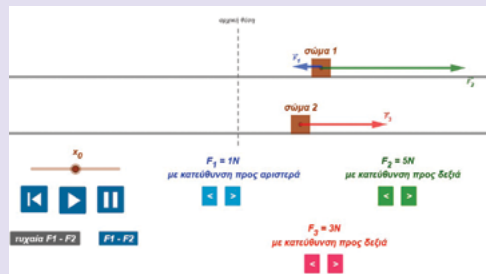 αρχική θέση
σώμα 1
F₁
F₂
σώμα 2
F₃
x₀
F₁ = 1N
με κατεύθυνση προς αριστερά
< >
F₂ = 5N
με κατεύθυνση προς δεξιά
< >
τυχαία F1 - F2
F1 - F2
F₃ = 3N
με κατεύθυνση προς δεξιά
< >